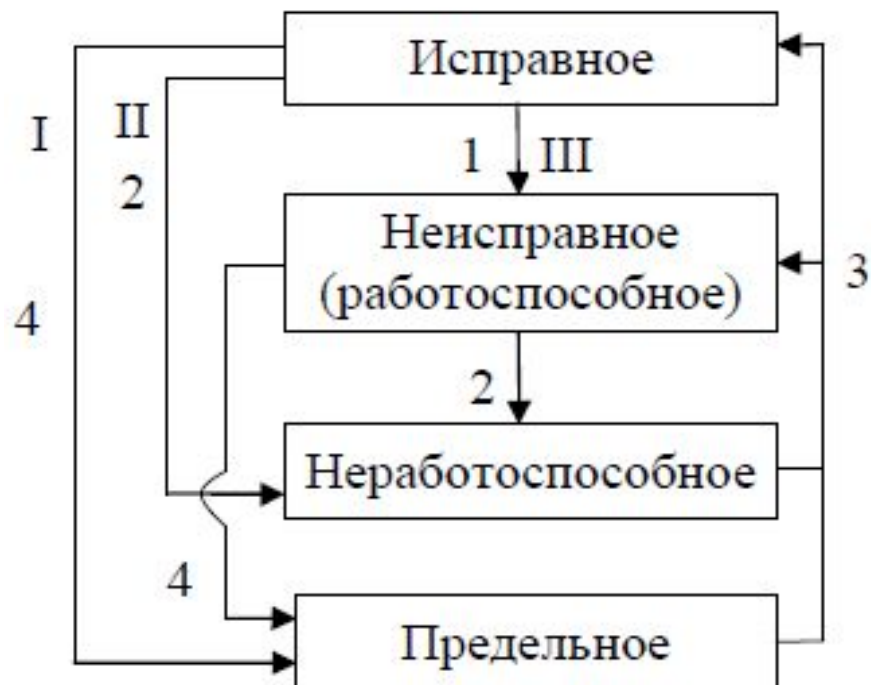 Исправное
I
II
2
1 III
Неисправное
(работоспособное)
3
4
2
Неработоспособное
4
Предельное